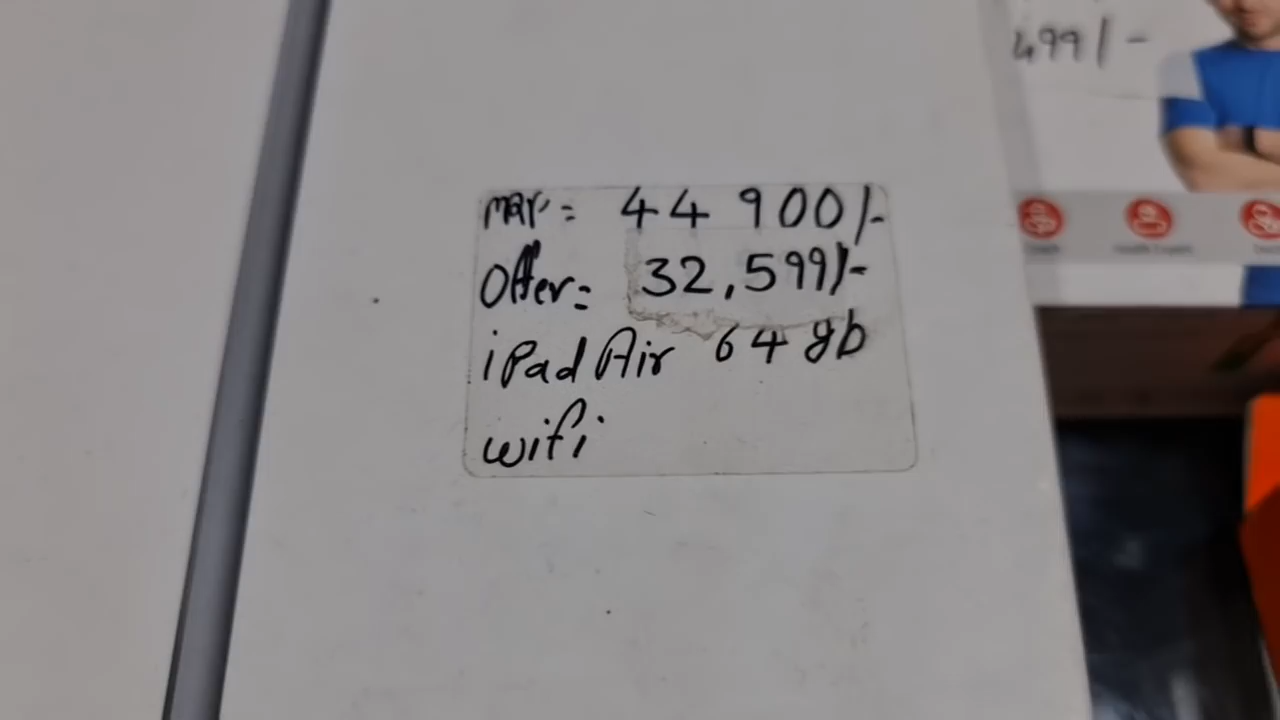 MRP = 44 900/-
Offer = 32,599/-
iPad Air 64 gb
wifi
499/-